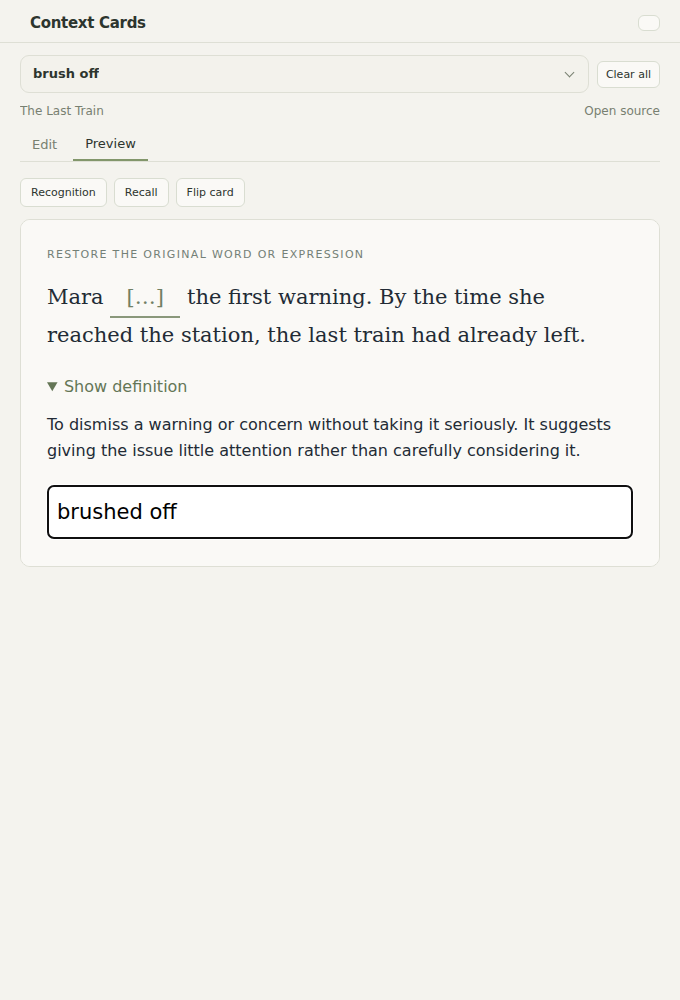 Context Cards
brush off
Clear all
The Last Train
Open source
Edit
Preview
Recognition
Recall
Flip card
RESTORE THE ORIGINAL WORD OR EXPRESSION
Mara [...] the first warning. By the time she
reached the station, the last train had already left.
Show definition
To dismiss a warning or concern without taking it seriously. It suggests
giving the issue little attention rather than carefully considering it.
brushed off